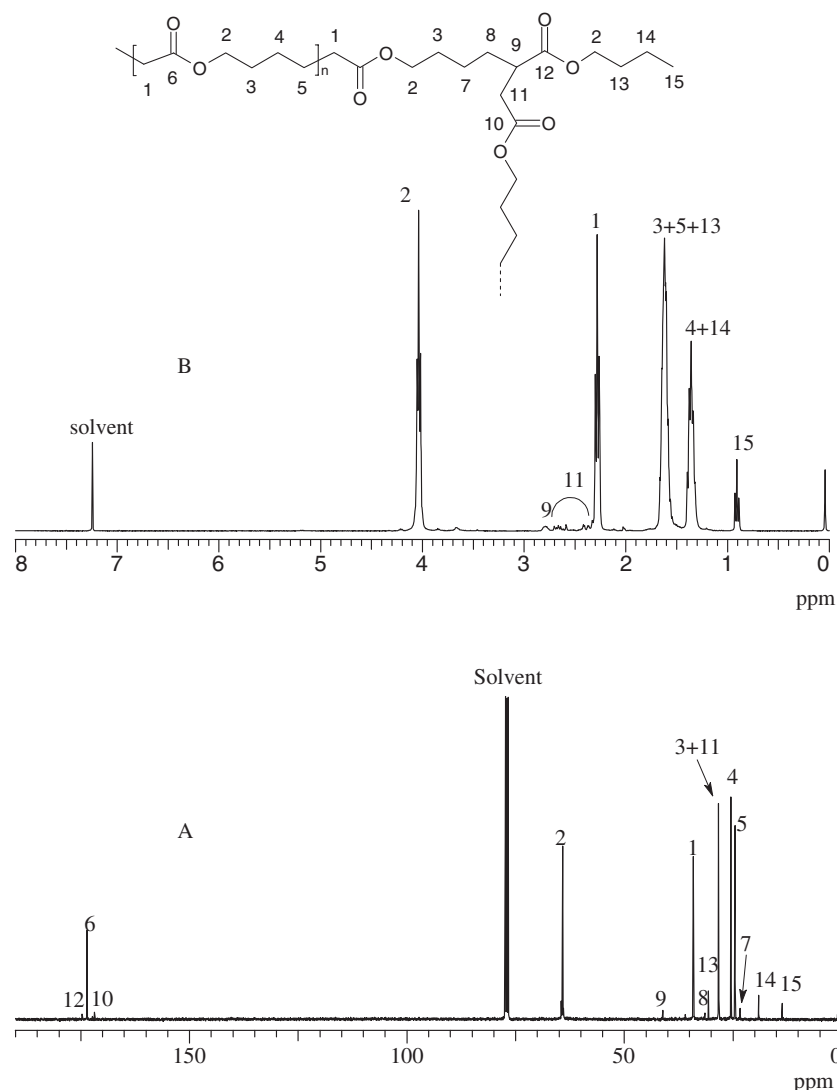 O 2 4 1 O 3 8 9 O 2 14
6 O 3 5 n O 2 7 12 O 13 15
1 O 11
10 O
O
2
1
3+5+13
4+14
B
solvent
15
9 11
8 7 6 5 4 3 2 1 0
ppm
Solvent
3+11
4
A
5
2
1
6
7
13
12 10
9
8
14 15
150 100 50 0
ppm